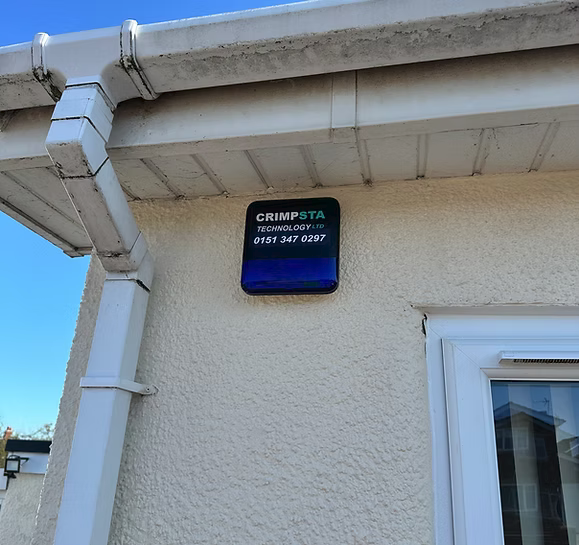 CRIMPSTA
TECHNOLOGY LTD
0151 347 0297